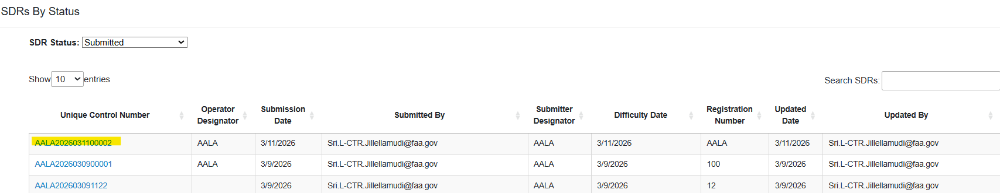 SDRs By Status
SDR Status: Submitted
Show 10 entries
Search SDRs:
Unique Control Number Operator Designator Submission Date Submitted By Submitter Designator Difficulty Date Registration Number Updated Date Updated By
AALA2026031100002 AALA 3/11/2026 Sri.L-CTR.Jillellamudi@faa.gov AALA 3/11/2026 AALA 3/11/2026 Sri.L-CTR.Jillellamudi@faa.gov
AALA2026030900001 AALA 3/9/2026 Sri.L-CTR.Jillellamudi@faa.gov AALA 3/9/2026 100 3/9/2026 Sri.L-CTR.Jillellamudi@faa.gov
AALA202603091122 3/9/2026 Sri.L-CTR.Jillellamudi@faa.gov AALA 3/9/2026 12 3/9/2026 Sri.L-CTR.Jillellamudi@faa.gov